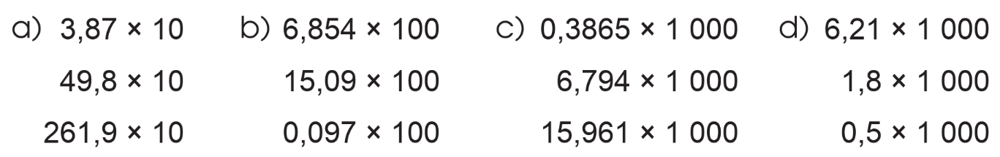 a) 3,87 × 10 b) 6,854 × 100 c) 0,3865 × 1 000 d) 6,21 × 1 000
49,8 × 10 15,09 × 100 6,794 × 1 000 1,8 × 1 000
261,9 × 10 0,097 × 100 15,961 × 1 000 0,5 × 1 000